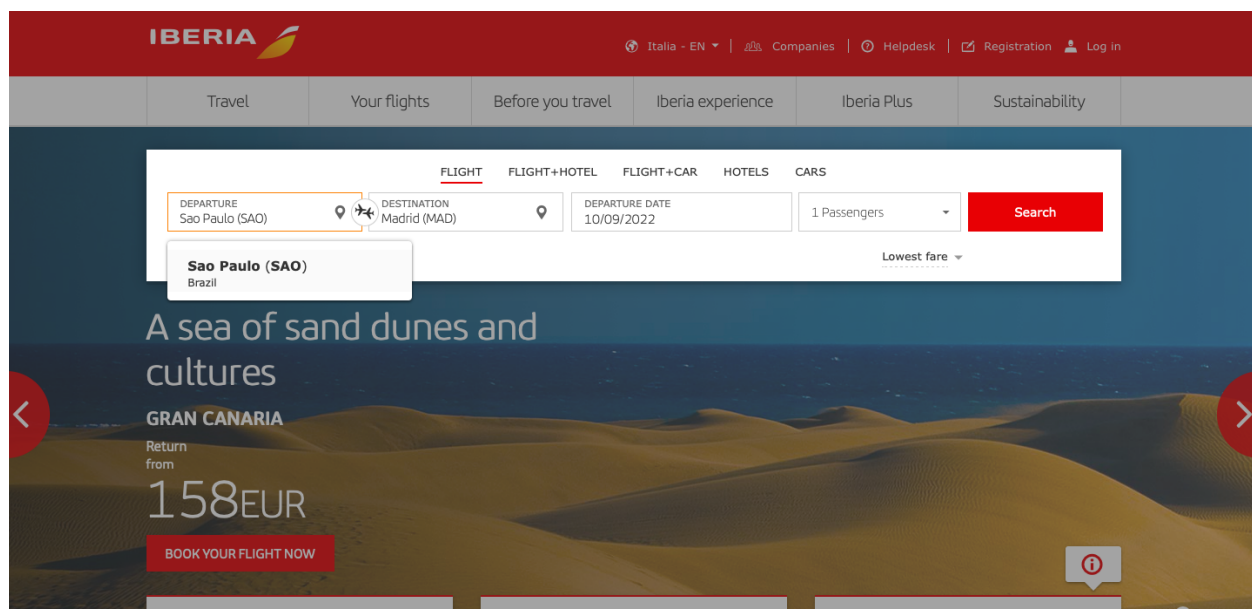 IBERIA
Italia - EN
Companies
Helpdesk
Registration
Log in
Travel
Your flights
Before you travel
Iberia experience
Iberia Plus
Sustainability
FLIGHT
FLIGHT+HOTEL
FLIGHT+CAR
HOTELS
CARS
DEPARTURE
Sao Paulo (SAO)
DESTINATION
Madrid (MAD)
DEPARTURE DATE
10/09/2022
1 Passengers
Search
Sao Paulo (SAO)
Brazil
Lowest fare
A sea of sand dunes and
cultures
GRAN CANARIA
Return
from
158EUR
BOOK YOUR FLIGHT NOW